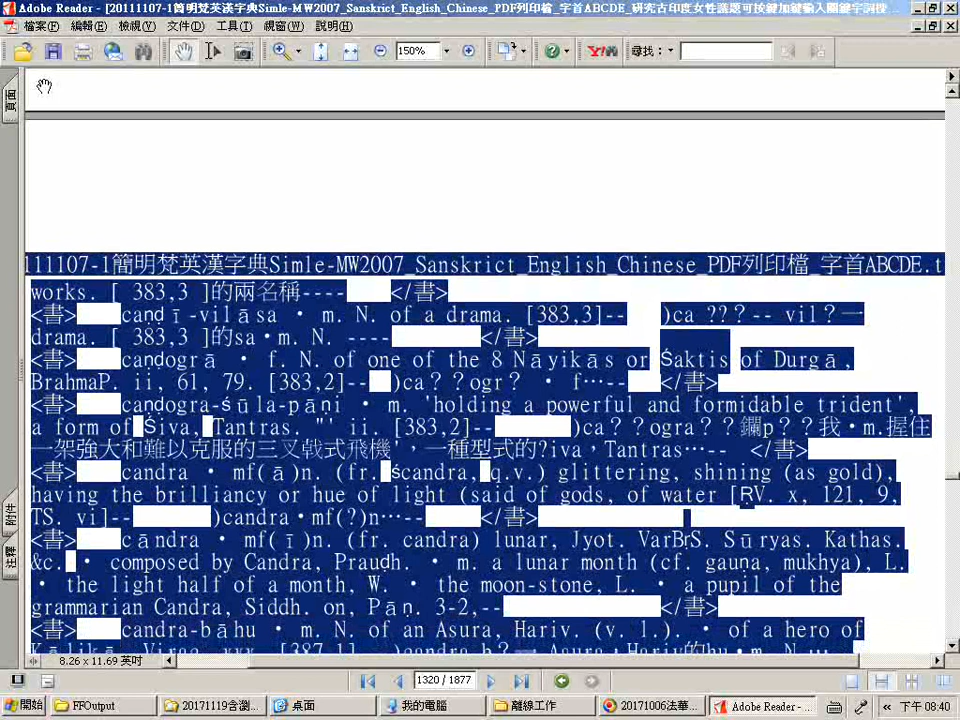 Adobe Reader - [20111107-1簡明梵英漢字典Simle-MW2007_Sanskrict_English_Chinese_PDF列印檔_字首ABCDE_研究古印度女性議題可按鍵加鍵輸入關鍵字詞搜
檔案(F) 編輯(E) 檢視(V) 文件(D) 工具(T) 視窗(W) 說明(H)
150% 尋找:
頁面
111107-1簡明梵英漢字典Simle-MW2007_Sanskrict_English_Chinese_PDF列印檔_字首ABCDE.t
works. [ 383,3 ]的兩名稱---- </書>
<書> caṇḍī-vilāsa • m. N. of a drama. [383,3]-- )ca ??？-- vil？一
drama. [ 383,3 ]的sa‧m. N. ---- </書>
<書> caṇḍogrā • f. N. of one of the 8 Nāyikās or Śaktis of Durgā,
BrahmaP. ii, 61, 79. [383,2]-- )ca？？ogr？ • f…-- </書>
<書> caṇḍogra-śūla-pāṇi • m. 'holding a powerful and formidable trident',
a form of Śiva, Tantras. '' ii. [383,2]-- )ca？？ogra？？鑭p？？我‧m.握住
一架強大和難以克服的三叉戟式飛機'，一種型式的?iva，Tantras…-- </書>
<書> candra • mf(ā)n. (fr. ścandra, q.v.) glittering, shining (as gold),
having the brilliancy or hue of light (said of gods, of water [RV. x, 121, 9,
TS. vi]-- )candra‧mf(?)n…-- </書>
<書> cāndra • mf(ī)n. (fr. candra) lunar, Jyot. VarBṛS. Sūryas. Kathas.
&c. • composed by Candra, Prauḍh. • m. a lunar month (cf. gauṇa, mukhya), L.
• the light half of a month, W. • the moon-stone, L. • a pupil of the
grammarian Candra, Siddh. on, Pāṇ. 3-2,-- </書>
<書> candra-bāhu • m. N. of an Asura, Hariv. (v. l.). • of a hero of
附件
注釋
8.26 x 11.69 英吋
1320 / 1877
開始 FFOutput 20171119含瀏... 桌面 我的電腦 離線工作 20171006法華... Adobe Reader - ... 下午 08:40